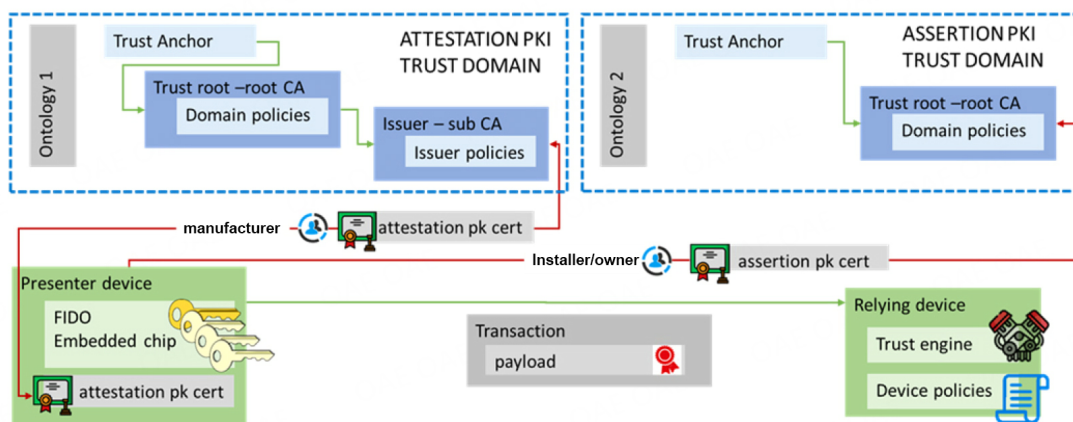 Ontology 1
Trust Anchor
ATTESTATION PKI
TRUST DOMAIN
Trust root –root CA
Domain policies
Issuer – sub CA
Issuer policies
Ontology 2
Trust Anchor
ASSERTION PKI
TRUST DOMAIN
Trust root –root CA
Domain policies
manufacturer
attestation pk cert
Installer/owner
assertion pk cert
Presenter device
FIDO
Embedded chip
attestation pk cert
Transaction
payload
Relying device
Trust engine
Device policies